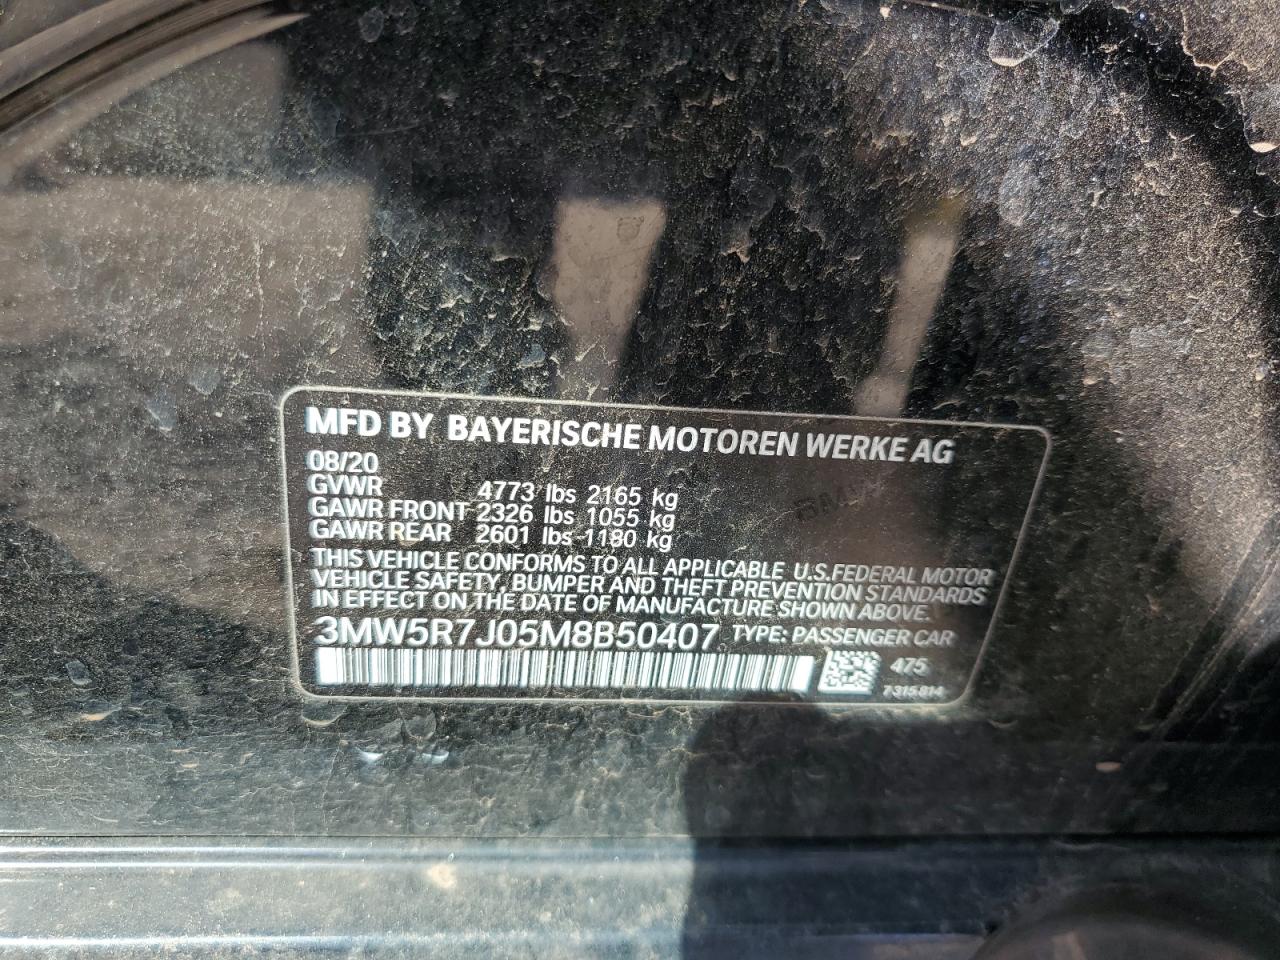 MFD BY BAYERISCHE MOTOREN WERKE AG
08/20
GVWR 4773 lbs 2165 kg
GAWR FRONT 2326 lbs 1055 kg
GAWR REAR 2601 lbs 1180 kg
THIS VEHICLE CONFORMS TO ALL APPLICABLE U.S.FEDERAL MOTOR
VEHICLE SAFETY, BUMPER AND THEFT PREVENTION STANDARDS
IN EFFECT ON THE DATE OF MANUFACTURE SHOWN ABOVE.
3MW5R7J05M8B50407 TYPE: PASSENGER CAR
475
7315814